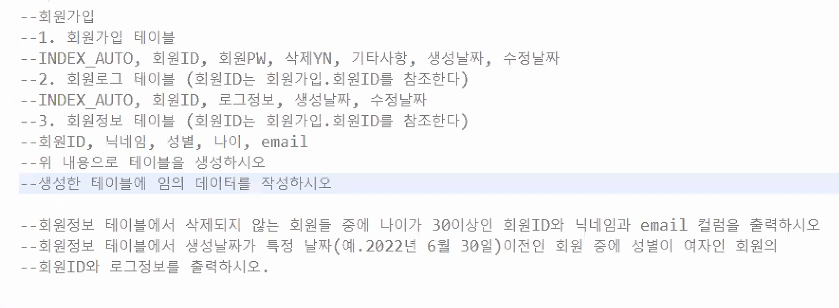 --회원가입
--1. 회원가입 테이블
--INDEX_AUTO, 회원ID, 회원PW, 삭제YN, 기타사항, 생성날짜, 수정날짜
--2. 회원로그 테이블 (회원ID는 회원가입.회원ID를 참조한다)
--INDEX_AUTO, 회원ID, 로그정보, 생성날짜, 수정날짜
--3. 회원정보 테이블 (회원ID는 회원가입.회원ID를 참조한다)
--회원ID, 닉네임, 성별, 나이, email
--위 내용으로 테이블을 생성하시오
--생성한 테이블에 임의 데이터를 작성하시오
--회원정보 테이블에서 삭제되지 않는 회원들 중에 나이가 30이상인 회원ID와 닉네임과 email 컬럼을 출력하시오
--회원정보 테이블에서 생성날짜가 특정 날짜(예.2022년 6월 30일)이전인 회원 중에 성별이 여자인 회원의
--회원ID와 로그정보를 출력하시오.